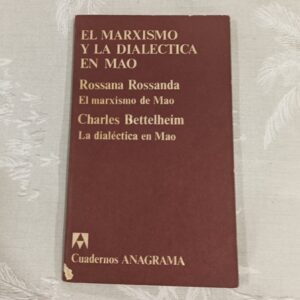 EL MARXISMO
Y LA DIALECTICA
EN MAO
Rossana Rossanda
El marxismo de Mao
Charles Bettelheim
La dialéctica en Mao
Cuadernos ANAGRAMA